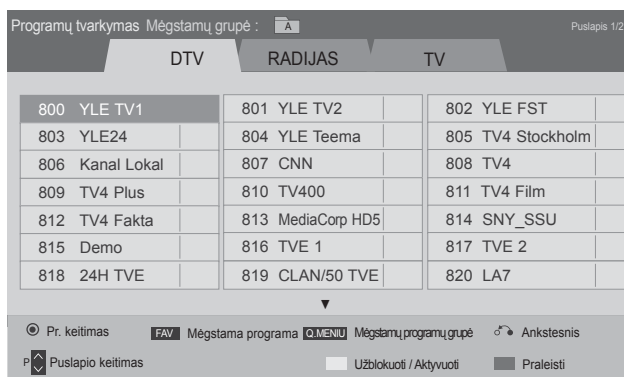 Programų tvarkymas Mėgstamų grupė : A Puslapis 1/2
DTV RADIJAS TV
800 YLE TV1 801 YLE TV2 802 YLE FST
803 YLE24 804 YLE Teema 805 TV4 Stockholm
806 Kanal Lokal 807 CNN 808 TV4
809 TV4 Plus 810 TV400 811 TV4 Film
812 TV4 Fakta 813 MediaCorp HD5 814 SNY_SSU
815 Demo 816 TVE 1 817 TVE 2
818 24H TVE 819 CLAN/50 TVE 820 LA7
Pr. keitimas FAV Mėgstama programa Q.MENIU Mėgstamų programų grupė Ankstesnis
P Puslapio keitimas Užblokuoti / Aktyvuoti Praleisti